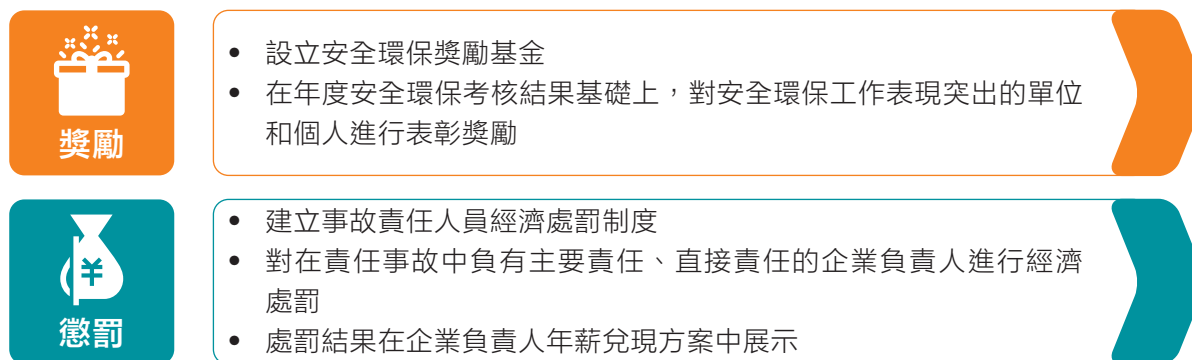 獎勵
• 設立安全環保獎勵基金
• 在年度安全環保考核結果基礎上，對安全環保工作表現突出的單位
和個人進行表彰獎勵
懲罰
• 建立事故責任人員經濟處罰制度
• 對在責任事故中負有主要責任、直接責任的企業負責人進行經濟
處罰
• 處罰結果在企業負責人年薪兌現方案中展示